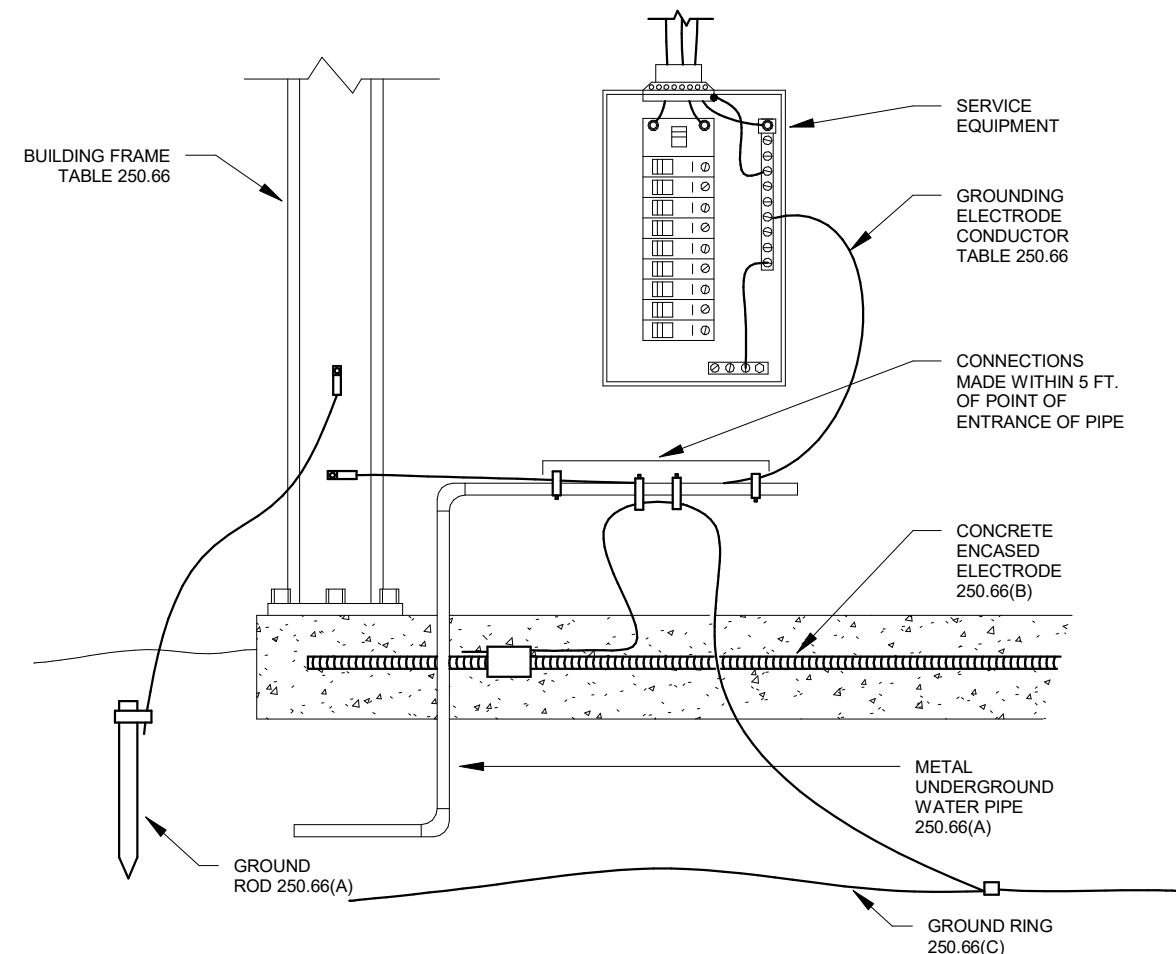 BUILDING FRAME
TABLE 250.66
SERVICE
EQUIPMENT
GROUNDING
ELECTRODE
CONDUCTOR
TABLE 250.66
CONNECTIONS
MADE WITHIN 5 FT.
OF POINT OF
ENTRANCE OF PIPE
CONCRETE
ENCASED
ELECTRODE
250.66(B)
METAL
UNDERGROUND
WATER PIPE
250.66(A)
GROUND
ROD 250.66(A)
GROUND RING
250.66(C)